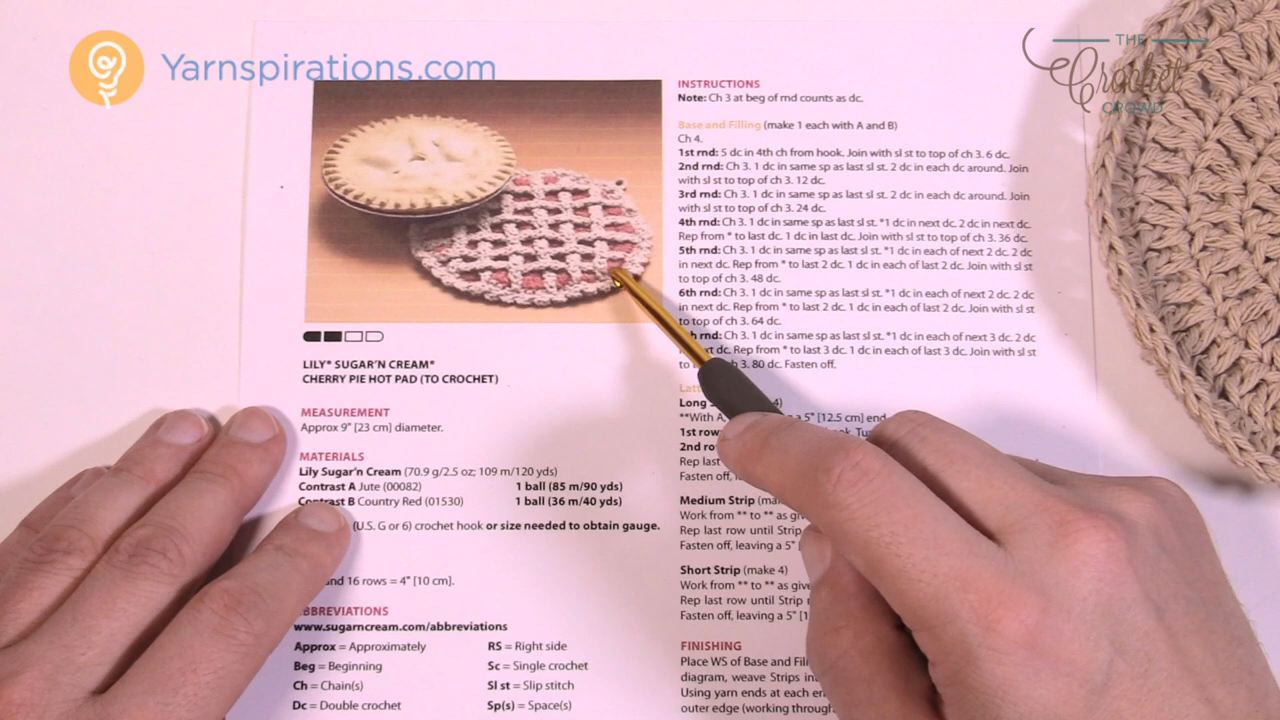 Yarnspirations.com
THE
Crochet
CROWD
LILY® SUGAR'N CREAM®
CHERRY PIE HOT PAD (TO CROCHET)
MEASUREMENT
Approx 9" [23 cm] diameter.
MATERIALS
Lily Sugar'n Cream (70.9 g/2.5 oz; 109 m/120 yds)
Contrast A Jute (00082) 1 ball (85 m/90 yds)
Contrast B Country Red (01530) 1 ball (36 m/40 yds)
(U.S. G or 6) crochet hook or size needed to obtain gauge.
and 16 rows = 4" [10 cm].
ABBREVIATIONS
www.sugarncream.com/abbreviations
Approx = Approximately RS = Right side
Beg = Beginning Sc = Single crochet
Ch = Chain(s) Sl st = Slip stitch
Dc = Double crochet Sp(s) = Space(s)
INSTRUCTIONS
Note: Ch 3 at beg of rnd counts as dc.
Base and Filling (make 1 each with A and B)
Ch 4.
1st rnd: 5 dc in 4th ch from hook. Join with sl st to top of ch 3. 6 dc.
2nd rnd: Ch 3. 1 dc in same sp as last sl st. 2 dc in each dc around. Join
with sl st to top of ch 3. 12 dc.
3rd rnd: Ch 3. 1 dc in same sp as last sl st. 2 dc in each dc around. Join
with sl st to top of ch 3. 24 dc.
4th rnd: Ch 3. 1 dc in same sp as last sl st. *1 dc in next dc. 2 dc in next dc.
Rep from * to last dc. 1 dc in last dc. Join with sl st to top of ch 3. 36 dc.
5th rnd: Ch 3. 1 dc in same sp as last sl st. *1 dc in each of next 2 dc. 2 dc
in next dc. Rep from * to last 2 dc. 1 dc in each of last 2 dc. Join with sl st
to top of ch 3. 48 dc.
6th rnd: Ch 3. 1 dc in same sp as last sl st. *1 dc in each of next 2 dc. 2 dc
in next dc. Rep from * to last 2 dc. 1 dc in each of last 2 dc. Join with sl st
to top of ch 3. 64 dc.
rnd: Ch 3. 1 dc in same sp as last sl st. *1 dc in each of next 3 dc. 2 dc
next dc. Rep from * to last 3 dc. 1 dc in each of last 3 dc. Join with sl st
to ch 3. 80 dc. Fasten off.
Long
**With A, a 5" [12.5 cm] end,
1st row
2nd
Rep last
Fasten off,
Medium Strip
Work from ** to ** as
Rep last row until Strip
Fasten off, leaving a 5"
Short Strip (make 4)
Work from ** to ** as
Rep last row until Strip
Fasten off, leaving a 5"
FINISHING
Place WS of Base and
diagram, weave Strips
Using yarn ends at each
outer edge (working